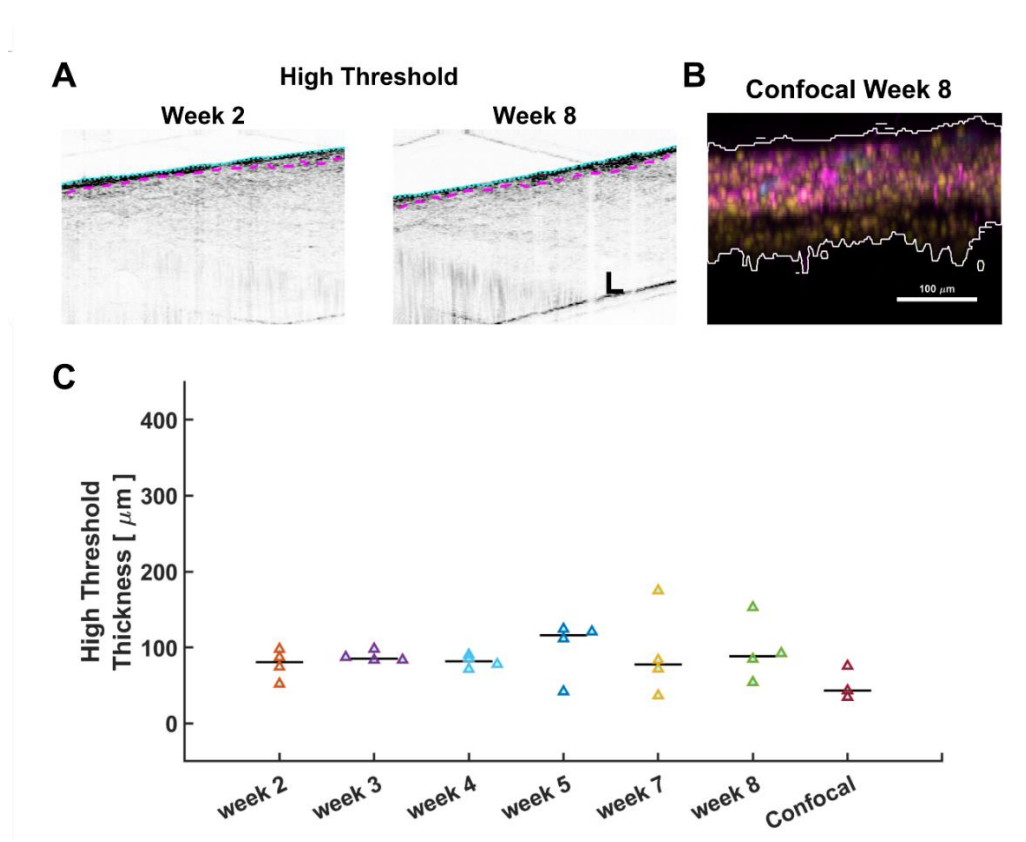 A
High Threshold
Week 2
Week 8
L
B
Confocal Week 8
100 μm
C
High Threshold
Thickness [ μm ]
400
300
200
100
0
week 2
week 3
week 4
week 5
week 7
week 8
Confocal